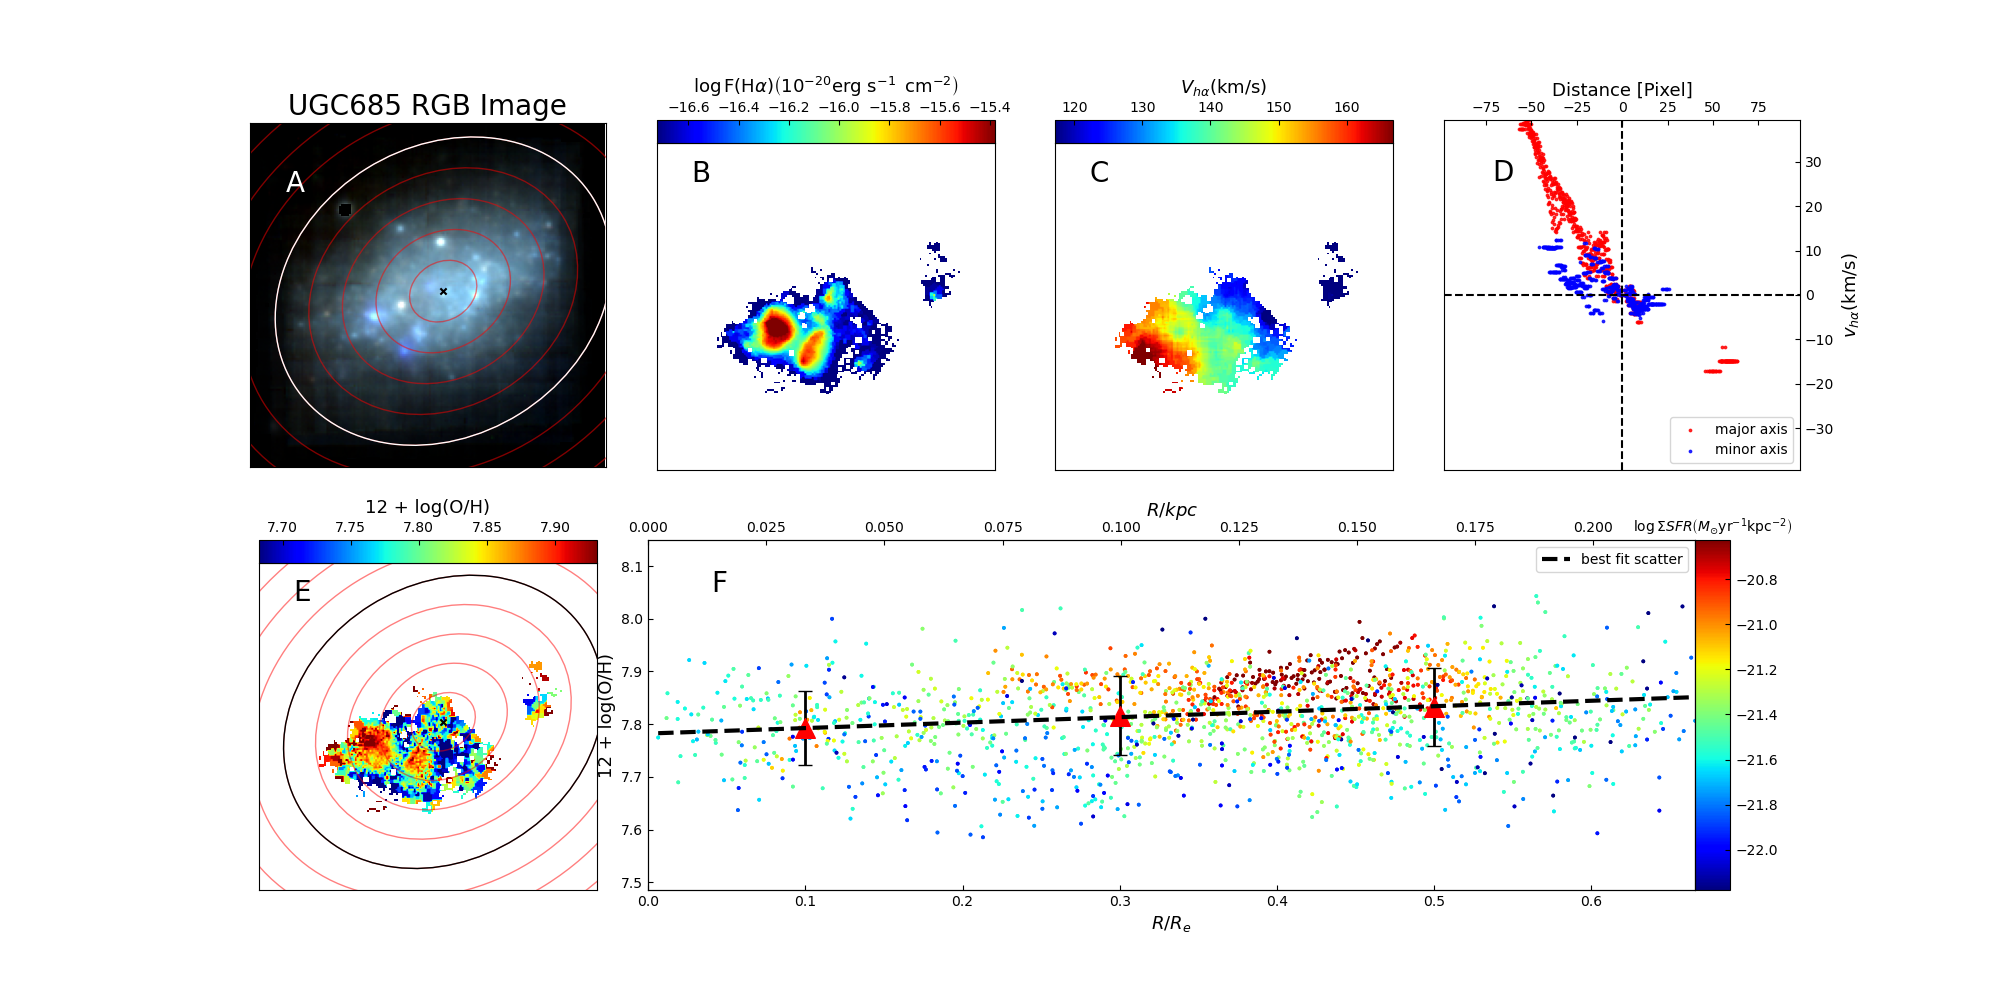 UGC685 RGB Image
A
log F(Hα)(10⁻²⁰erg s⁻¹ cm⁻²)
−16.6 −16.4 −16.2 −16.0 −15.8 −15.6 −15.4
B
V_{hα}(km/s)
120 130 140 150 160
C
Distance [Pixel]
−75 −50 −25 0 25 50 75
D
30
20
10
0
−10
−20
−30
v_{hα}(km/s)
major axis
minor axis
12 + log(O/H)
7.70 7.75 7.80 7.85 7.90
E
R/kpc
0.000 0.025 0.050 0.075 0.100 0.125 0.150 0.175 0.200
log ΣSFR(M_⊙yr⁻¹kpc⁻²)
F
best fit scatter
12 + log(O/H)
8.1
8.0
7.9
7.8
7.7
7.6
7.5
0.0 0.1 0.2 0.3 0.4 0.5 0.6
R/R_e
−20.8
−21.0
−21.2
−21.4
−21.6
−21.8
−22.0